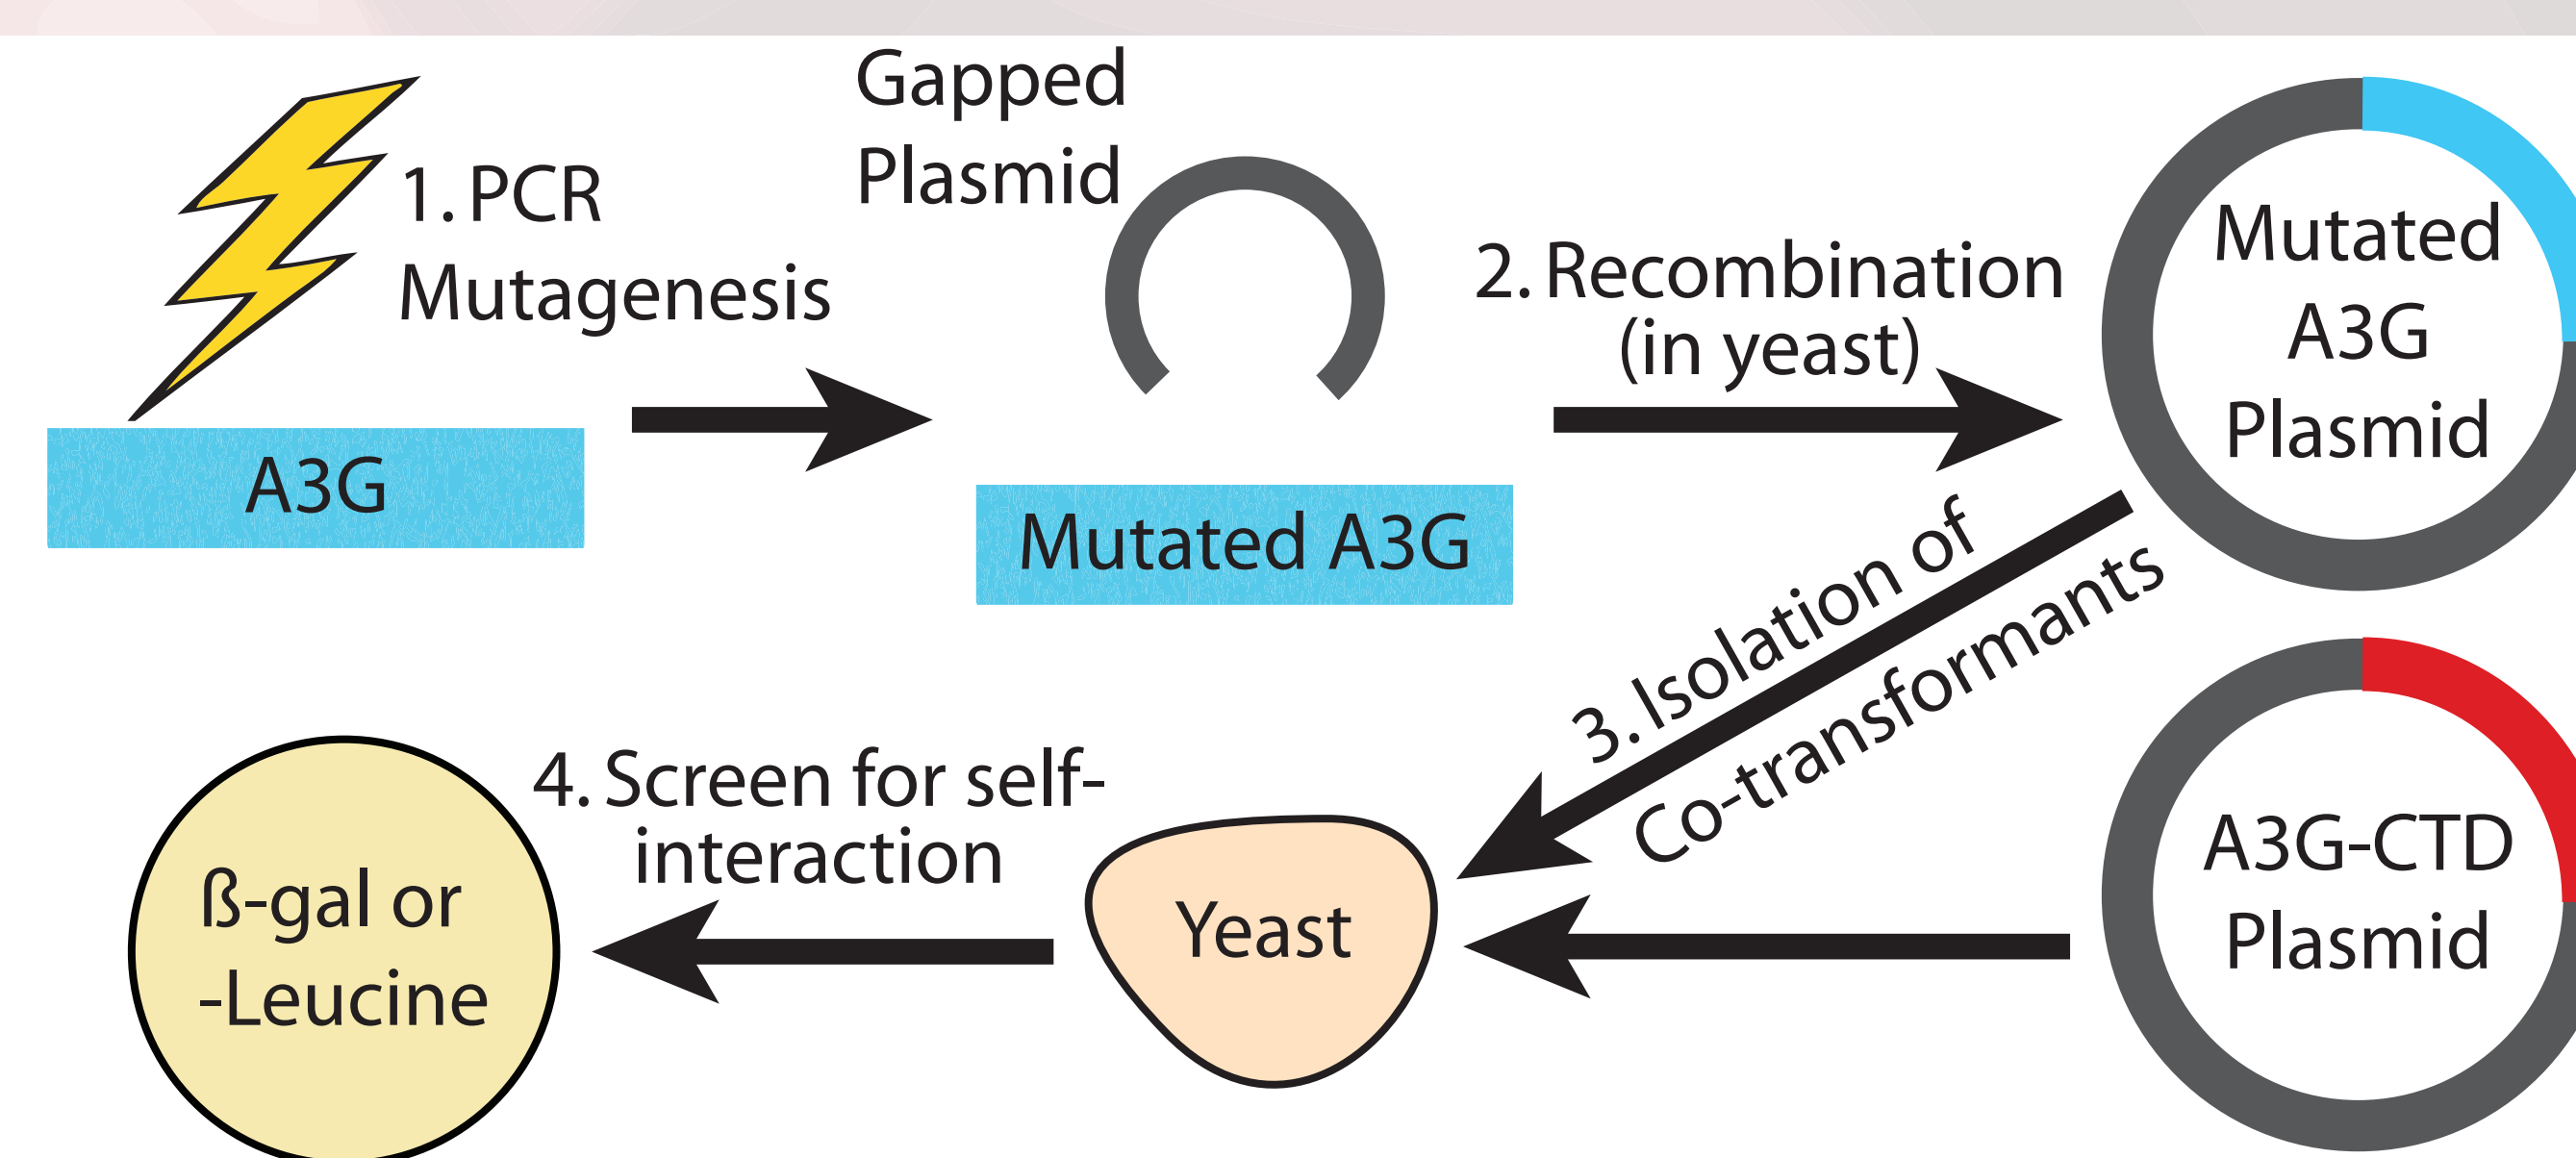 1. PCR
Mutagenesis
A3G
Gapped
Plasmid
Mutated A3G
2. Recombination
(in yeast)
Mutated
A3G
Plasmid
3. Isolation of
Co-transformants
A3G-CTD
Plasmid
Yeast
4. Screen for self-
interaction
ß-gal or
-Leucine